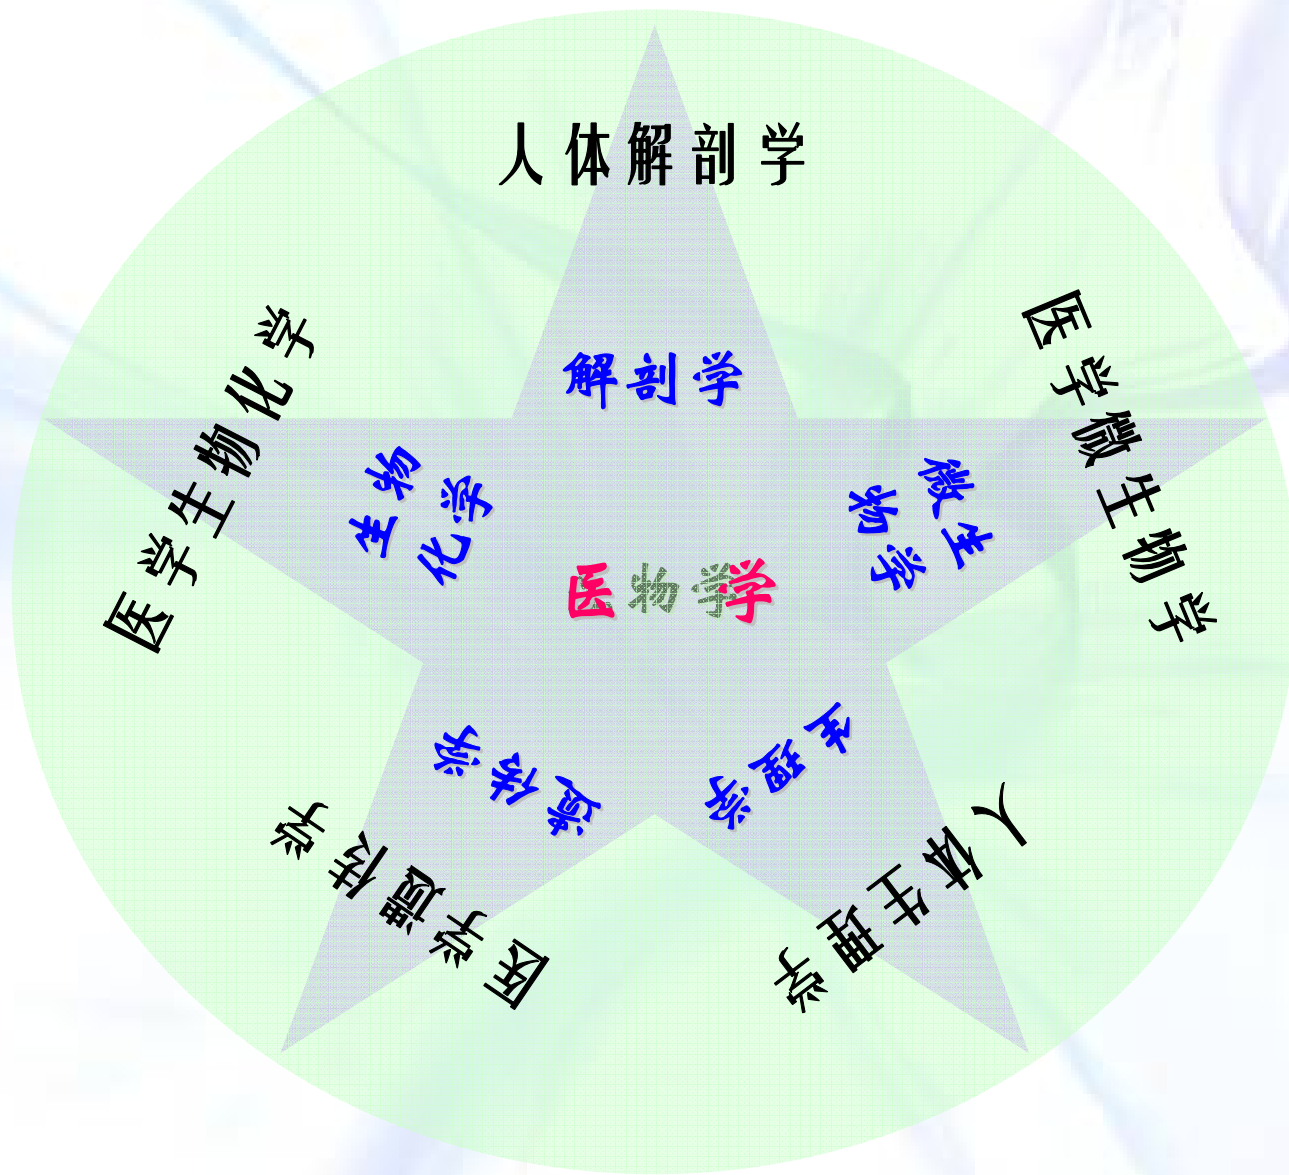 人体解剖学
解剖学
医学生物化学
生物
化学
医学微生物学
微生
物学
医物学学
遗传学
生理学
医学遗传学
人体生理学